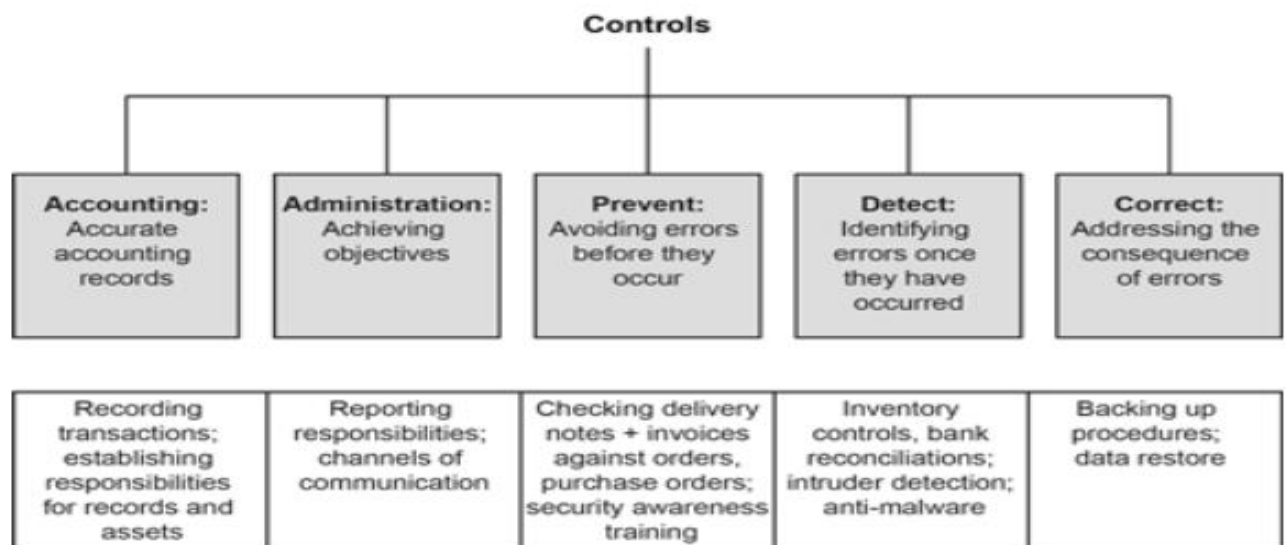 Controls
Accounting:
Accurate
accounting
records
Administration:
Achieving
objectives
Prevent:
Avoiding errors
before they
occur
Detect:
Identifying
errors once
they have
occurred
Correct:
Addressing the
consequence
of errors
Recording
transactions;
establishing
responsibilities
for records and
assets
Reporting
responsibilities;
channels of
communication
Checking delivery
notes + invoices
against orders,
purchase orders;
security awareness
training
Inventory
controls, bank
reconciliations;
intruder detection;
anti-malware
Backing up
procedures;
data restore